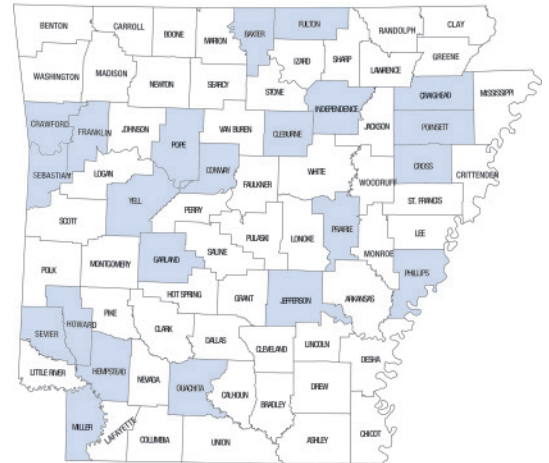 BENTON
CARROLL
BOONE
MARION
BAXTER
FULTON
RANDOLPH
CLAY
IZARD
SHARP
LAWRENCE
GREENE
WASHINGTON
MADISON
NEWTON
SEARCY
STONE
INDEPENDENCE
CRAIGHEAD
MISSISSIPPI
CRAWFORD
FRANKLIN
JOHNSON
POPE
VAN BUREN
CLEBURNE
JACKSON
POINSETT
SEBASTIAN
LOGAN
CONWAY
FAULKNER
WHITE
WOODRUFF
CROSS
CRITTENDEN
SCOTT
YELL
PERRY
PULASKI
LONOKE
PRAIRIE
MONROE
ST. FRANCIS
LEE
POLK
MONTGOMERY
GARLAND
SALINE
PHILLIPS
HOT SPRING
GRANT
JEFFERSON
ARKANSAS
SEVIER
HOWARD
PIKE
CLARK
DALLAS
CLEVELAND
LINCOLN
DESHA
LITTLE RIVER
HEMPSTEAD
NEVADA
OUACHITA
CALHOUN
BRADLEY
DREW
MILLER
LAFAYETTE
COLUMBIA
UNION
ASHLEY
CHICOT